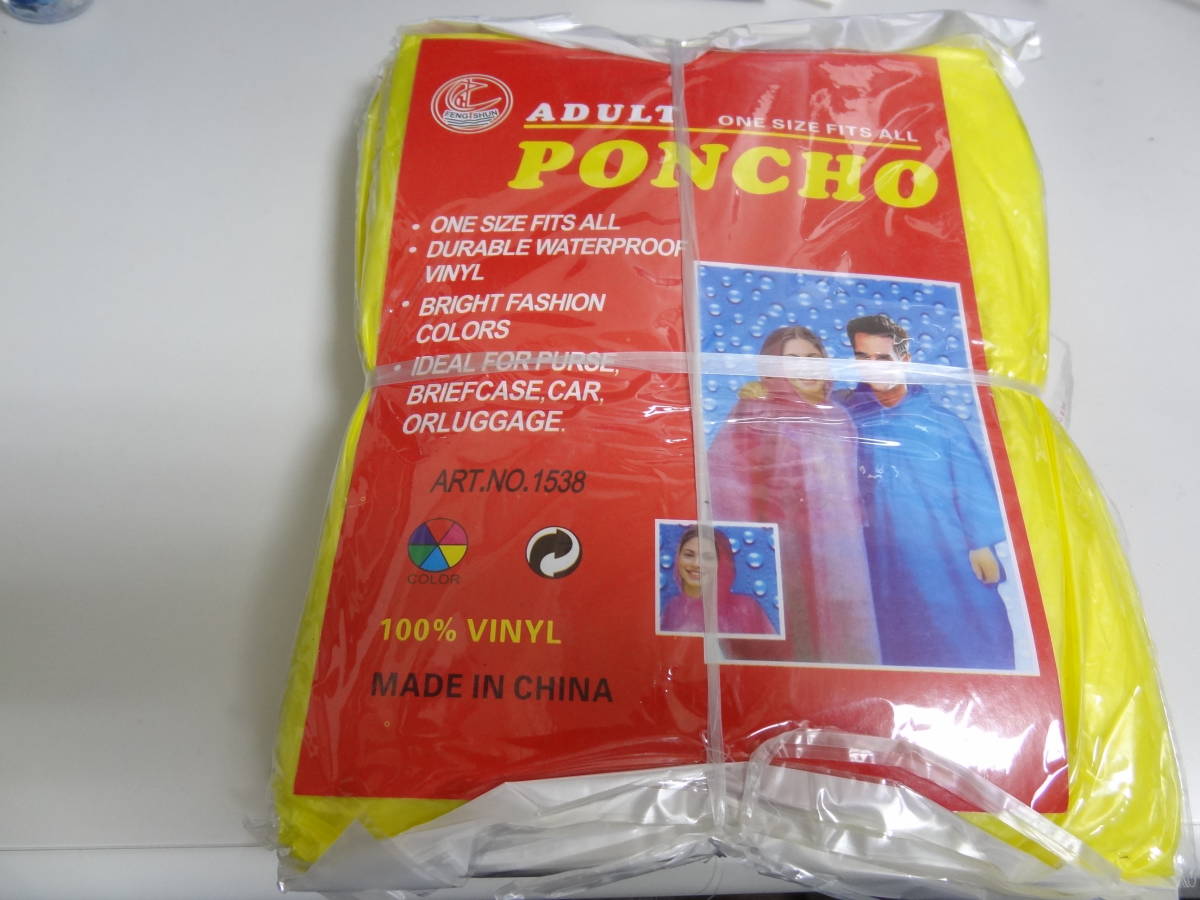 FENGTSHUN
ADULT
ONE SIZE FITS ALL
PONCHO
• ONE SIZE FITS ALL
• DURABLE WATERPROOF
VINYL
• BRIGHT FASHION
COLORS
• IDEAL FOR PURSE,
BRIEFCASE,CAR,
ORLUGGAGE.
ART.NO.1538
COLOR
100% VINYL
MADE IN CHINA